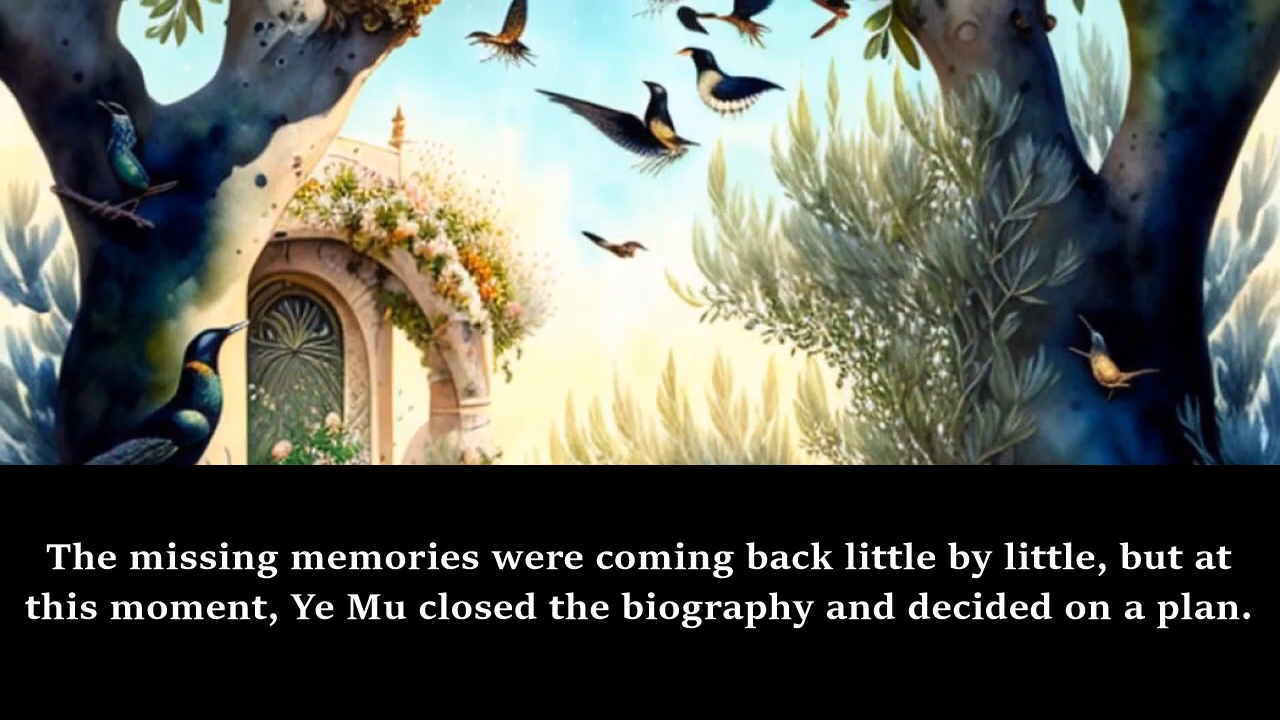 The missing memories were coming back little by little, but at
this moment, Ye Mu closed the biography and decided on a plan.